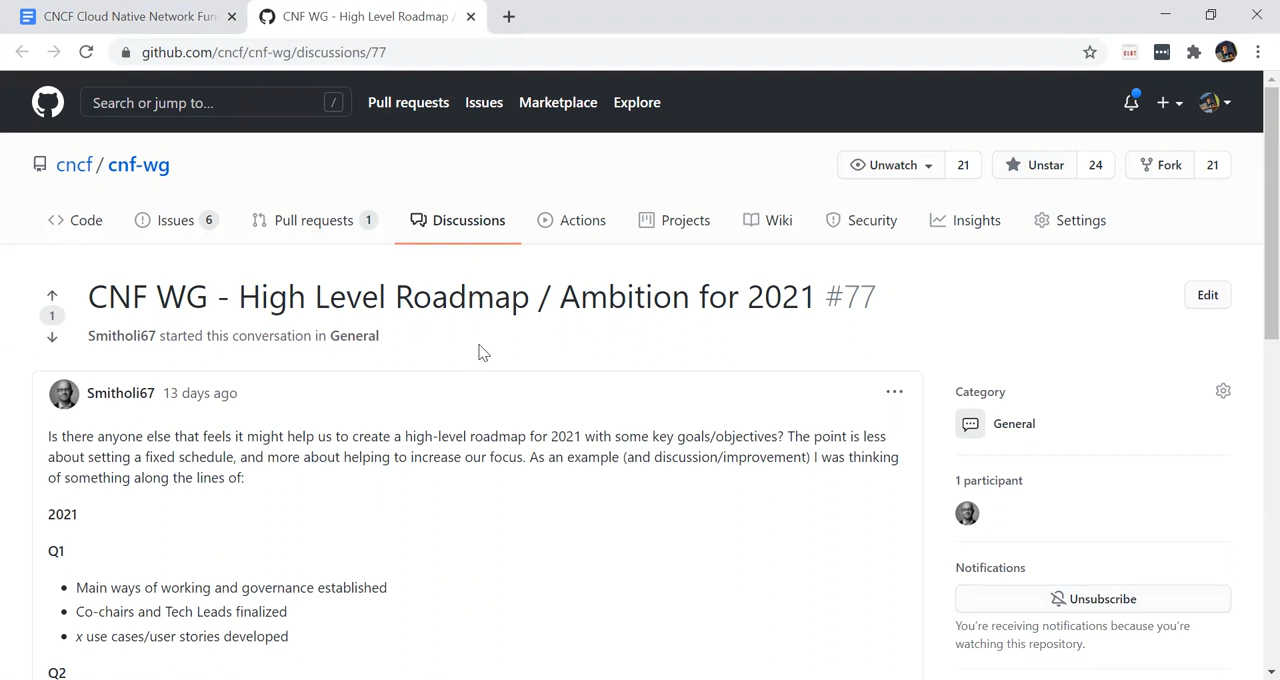 CNCF Cloud Native Network Fun
CNF WG - High Level Roadmap /
github.com/cncf/cnf-wg/discussions/77
Search or jump to...
/
Pull requests
Issues
Marketplace
Explore
cncf / cnf-wg
Unwatch 21
Unstar 24
Fork 21
Code
Issues 6
Pull requests 1
Discussions
Actions
Projects
Wiki
Security
Insights
Settings
CNF WG - High Level Roadmap / Ambition for 2021 #77
Edit
1
Smitholi67 started this conversation in General
Smitholi67 13 days ago
Is there anyone else that feels it might help us to create a high-level roadmap for 2021 with some key goals/objectives? The point is less
about setting a fixed schedule, and more about helping to increase our focus. As an example (and discussion/improvement) I was thinking
of something along the lines of:
2021
Q1
• Main ways of working and governance established
• Co-chairs and Tech Leads finalized
• x use cases/user stories developed
Q2
Category
General
1 participant
Notifications
Unsubscribe
You're receiving notifications because you're
watching this repository.